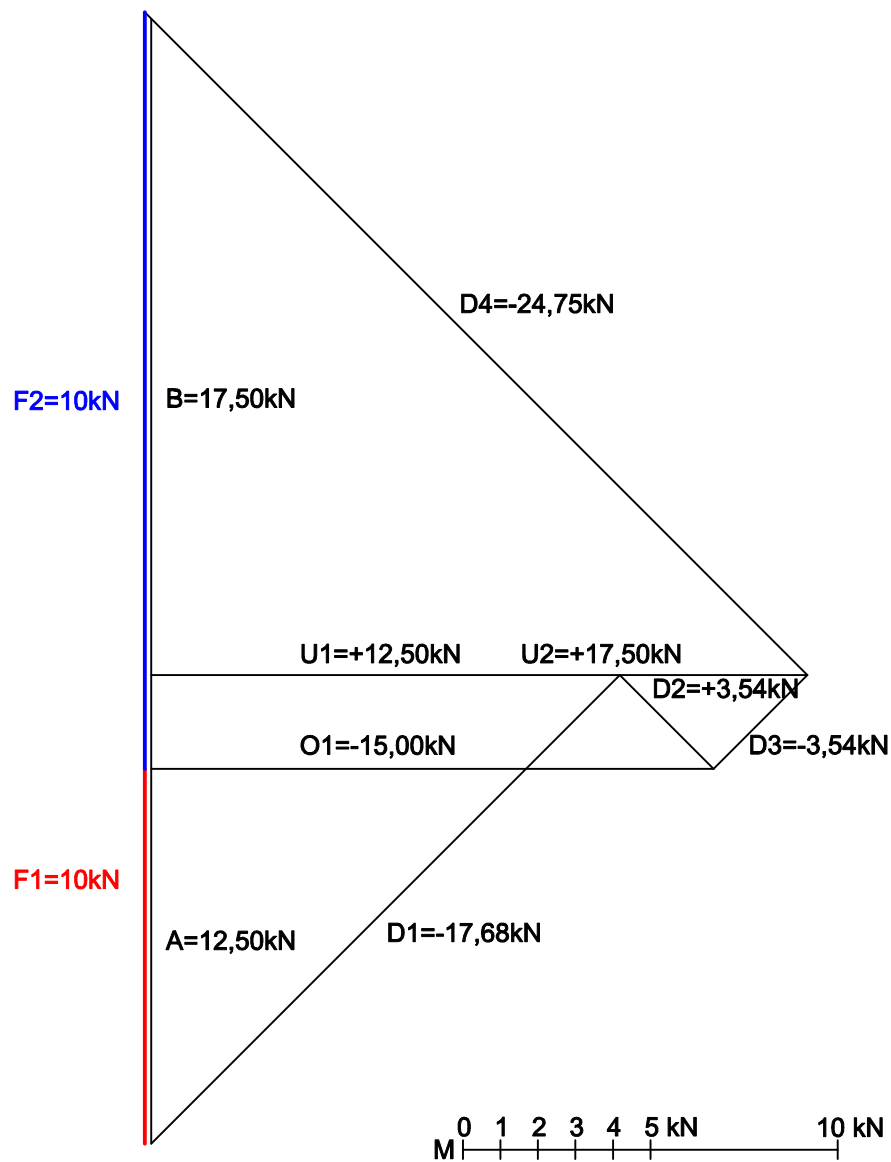 D4=-24,75kN
F2=10kN
B=17,50kN
U1=+12,50kN
U2=+17,50kN
D2=+3,54kN
O1=-15,00kN
D3=-3,54kN
F1=10kN
A=12,50kN
D1=-17,68kN
0 1 2 3 4 5 kN 10 kN
M